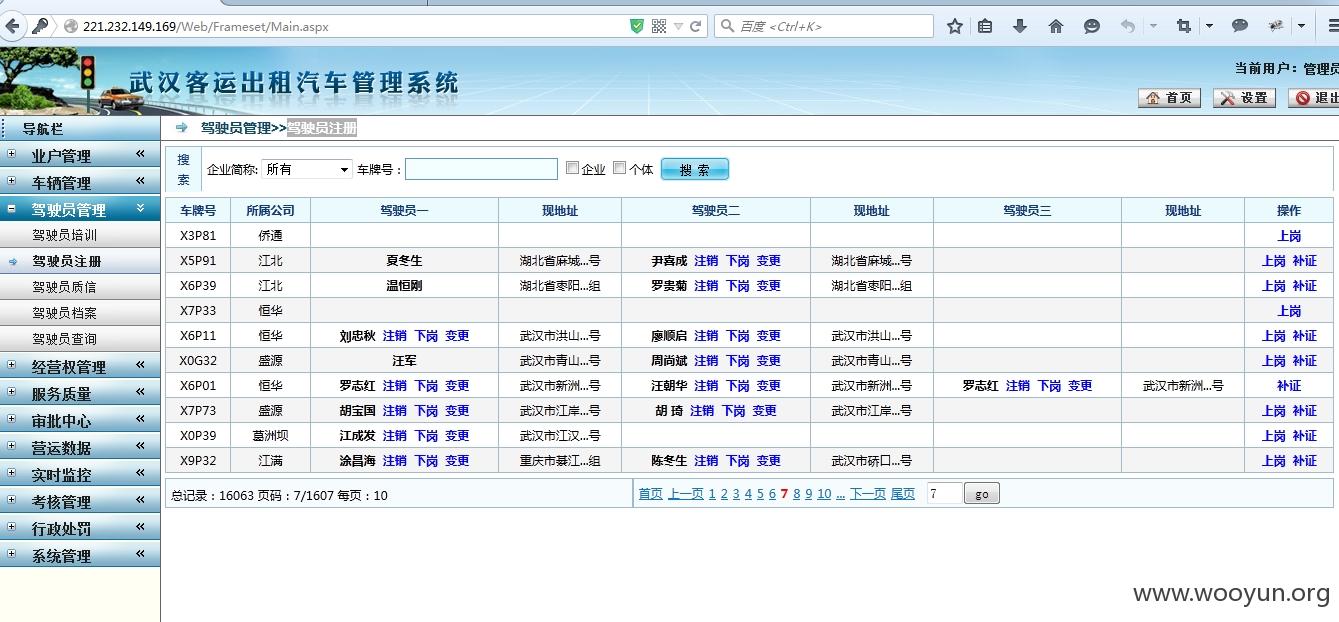 221.232.149.169/Web/Frameset/Main.aspx
百度 <Ctrl+K>
武汉客运出租汽车管理系统
当前用户：管理员
首页 设置 退出
导航栏
驾驶员管理>>驾驶员注册
业户管理
车辆管理
驾驶员管理
驾驶员培训
驾驶员注册
驾驶员质信
驾驶员档案
驾驶员查询
经营权管理
服务质量
审批中心
营运数据
实时监控
考核管理
行政处罚
系统管理
搜索 企业简称: 所有 车牌号： 企业 个体 搜 索
车牌号 所属公司 驾驶员一 现地址 驾驶员二 现地址 驾驶员三 现地址 操作
X3P81 侨通 上岗
X5P91 江北 夏冬生 湖北省麻城...号 尹喜成 注销 下岗 变更 湖北省麻城...号 上岗 补证
X6P39 江北 温恒刚 湖北省枣阳...组 罗贵菊 注销 下岗 变更 湖北省枣阳...组 上岗 补证
X7P33 恒华 上岗
X6P11 恒华 刘忠秋 注销 下岗 变更 武汉市洪山...号 廖顺启 注销 下岗 变更 武汉市洪山...号 上岗 补证
X0G32 盛源 汪军 武汉市青山...号 周尚斌 注销 下岗 变更 武汉市青山...号 上岗 补证
X6P01 恒华 罗志红 注销 下岗 变更 武汉市新洲...号 汪朝华 注销 下岗 变更 武汉市新洲...号 罗志红 注销 下岗 变更 武汉市新洲...号 补证
X7P73 盛源 胡宝国 注销 下岗 变更 武汉市江岸...号 胡 琦 注销 下岗 变更 武汉市江岸...号 上岗 补证
X0P39 葛洲坝 江成发 注销 下岗 变更 武汉市江汉...号 上岗 补证
X9P32 江满 涂昌海 注销 下岗 变更 重庆市綦江...组 陈冬生 注销 下岗 变更 武汉市硚口...号 上岗 补证
总记录：16063 页码：7/1607 每页：10
首页 上一页 1 2 3 4 5 6 7 8 9 10 ... 下一页 尾页 7 go
www.wooyun.org